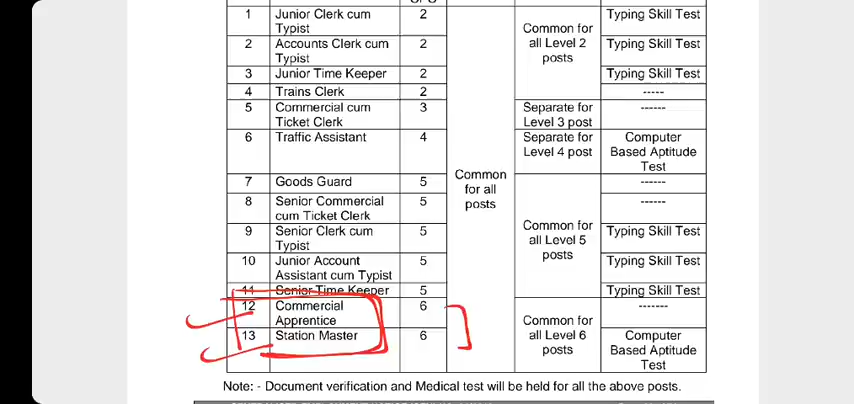 1 Junior Clerk cum Typist 2 Typing Skill Test
2 Accounts Clerk cum Typist 2 Typing Skill Test
3 Junior Time Keeper 2 Typing Skill Test
4 Trains Clerk 2 -----
Common for all Level 2 posts
5 Commercial cum Ticket Clerk 3 Separate for Level 3 post ------
6 Traffic Assistant 4 Separate for Level 4 post Computer Based Aptitude Test
Common for all posts
7 Goods Guard 5 ------
8 Senior Commercial cum Ticket Clerk 5 ------
9 Senior Clerk cum Typist 5 Typing Skill Test
10 Junior Account Assistant cum Typist 5 Typing Skill Test
11 Senior Time Keeper 5 Typing Skill Test
Common for all Level 5 posts
12 Commercial Apprentice 6 -------
13 Station Master 6 Computer Based Aptitude Test
Common for all Level 6 posts
Note: - Document verification and Medical test will be held for all the above posts.